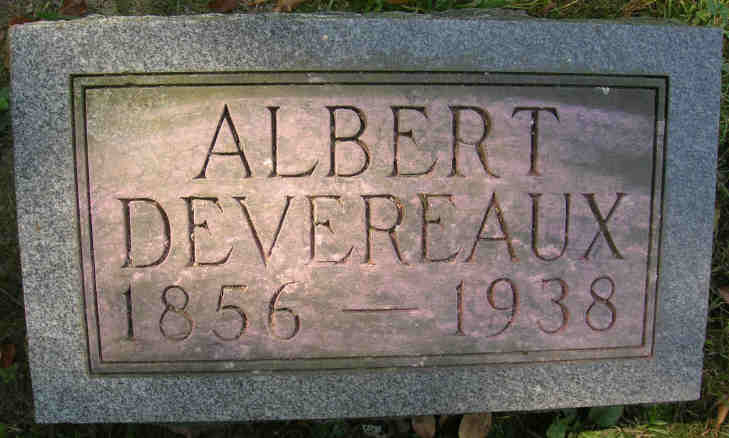 ALBERT
DEVEREAUX
1856 — 1938